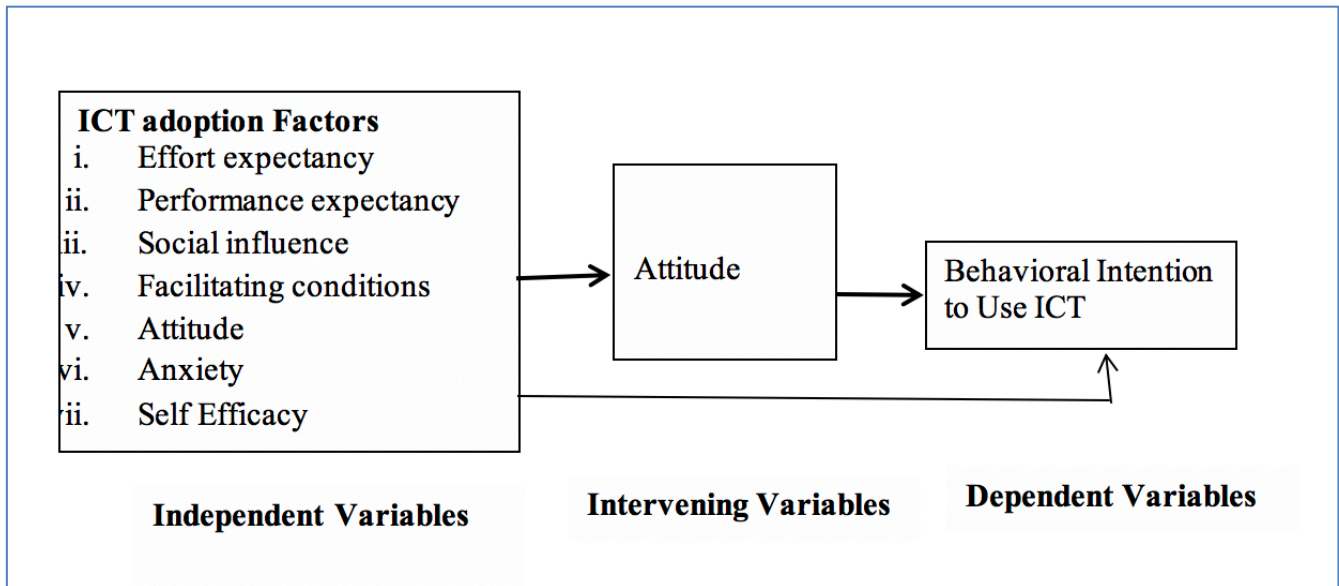 ICT adoption Factors
i. Effort expectancy
ii. Performance expectancy
ii. Social influence
iv. Facilitating conditions
v. Attitude
vi. Anxiety
ii. Self Efficacy
Attitude
Behavioral Intention
to Use ICT
Independent Variables
Intervening Variables
Dependent Variables